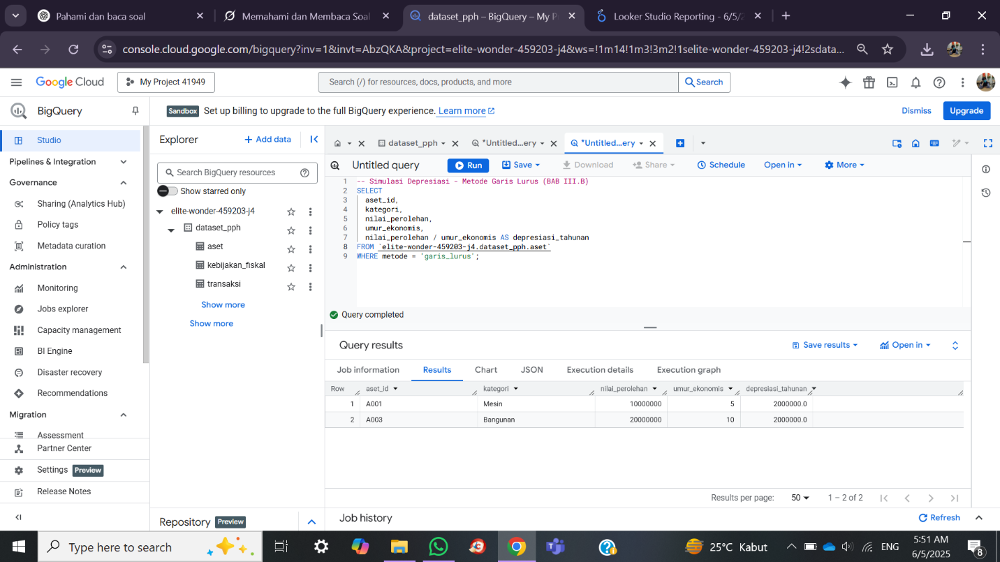 Pahami dan baca soal
Memahami dan Membaca Soal
dataset_pph – BigQuery – My P
Looker Studio Reporting - 6/5/2
console.cloud.google.com/bigquery?inv=1&invt=AbzQKA&project=elite-wonder-459203-j4&ws=!1m14!1m3!3m2!1selite-wonder-459203-j4!2sdata...
Google Cloud
My Project 41949
Search (/) for resources, docs, products, and more
Search
BigQuery
Sandbox Set up billing to upgrade to the full BigQuery experience. Learn more
Dismiss
Upgrade
Studio
Pipelines & Integration
Governance
Sharing (Analytics Hub)
Policy tags
Metadata curation
Administration
Monitoring
Jobs explorer
Capacity management
BI Engine
Disaster recovery
Recommendations
Migration
Assessment
Partner Center
Settings Preview
Release Notes
Explorer
+ Add data
Search BigQuery resources
Show starred only
elite-wonder-459203-j4
dataset_pph
aset
kebijakan_fiskal
transaksi
Show more
Show more
Repository Preview
dataset_pph
*Untitled...ery
*Untitled...ery
Untitled query
Run
Save
Download
Share
Schedule
Open in
More
1 -- Simulasi Depresiasi - Metode Garis Lurus (BAB III.B)
2 SELECT
3 aset_id,
4 kategori,
5 nilai_perolehan,
6 umur_ekonomis,
7 nilai_perolehan / umur_ekonomis AS depresiasi_tahunan
8 FROM `elite-wonder-459203-j4.dataset_pph.aset`
9 WHERE metode = 'garis_lurus';
Query completed
Query results
Save results
Open in
Job information Results Chart JSON Execution details Execution graph
Row aset_id kategori nilai_perolehan umur_ekonomis depresiasi_tahunan
1 A001 Mesin 10000000 5 2000000.0
2 A003 Bangunan 20000000 10 2000000.0
Results per page: 50 1 – 2 of 2
Job history
Refresh
Type here to search
25°C Kabut
ENG
5:51 AM
6/5/2025
8